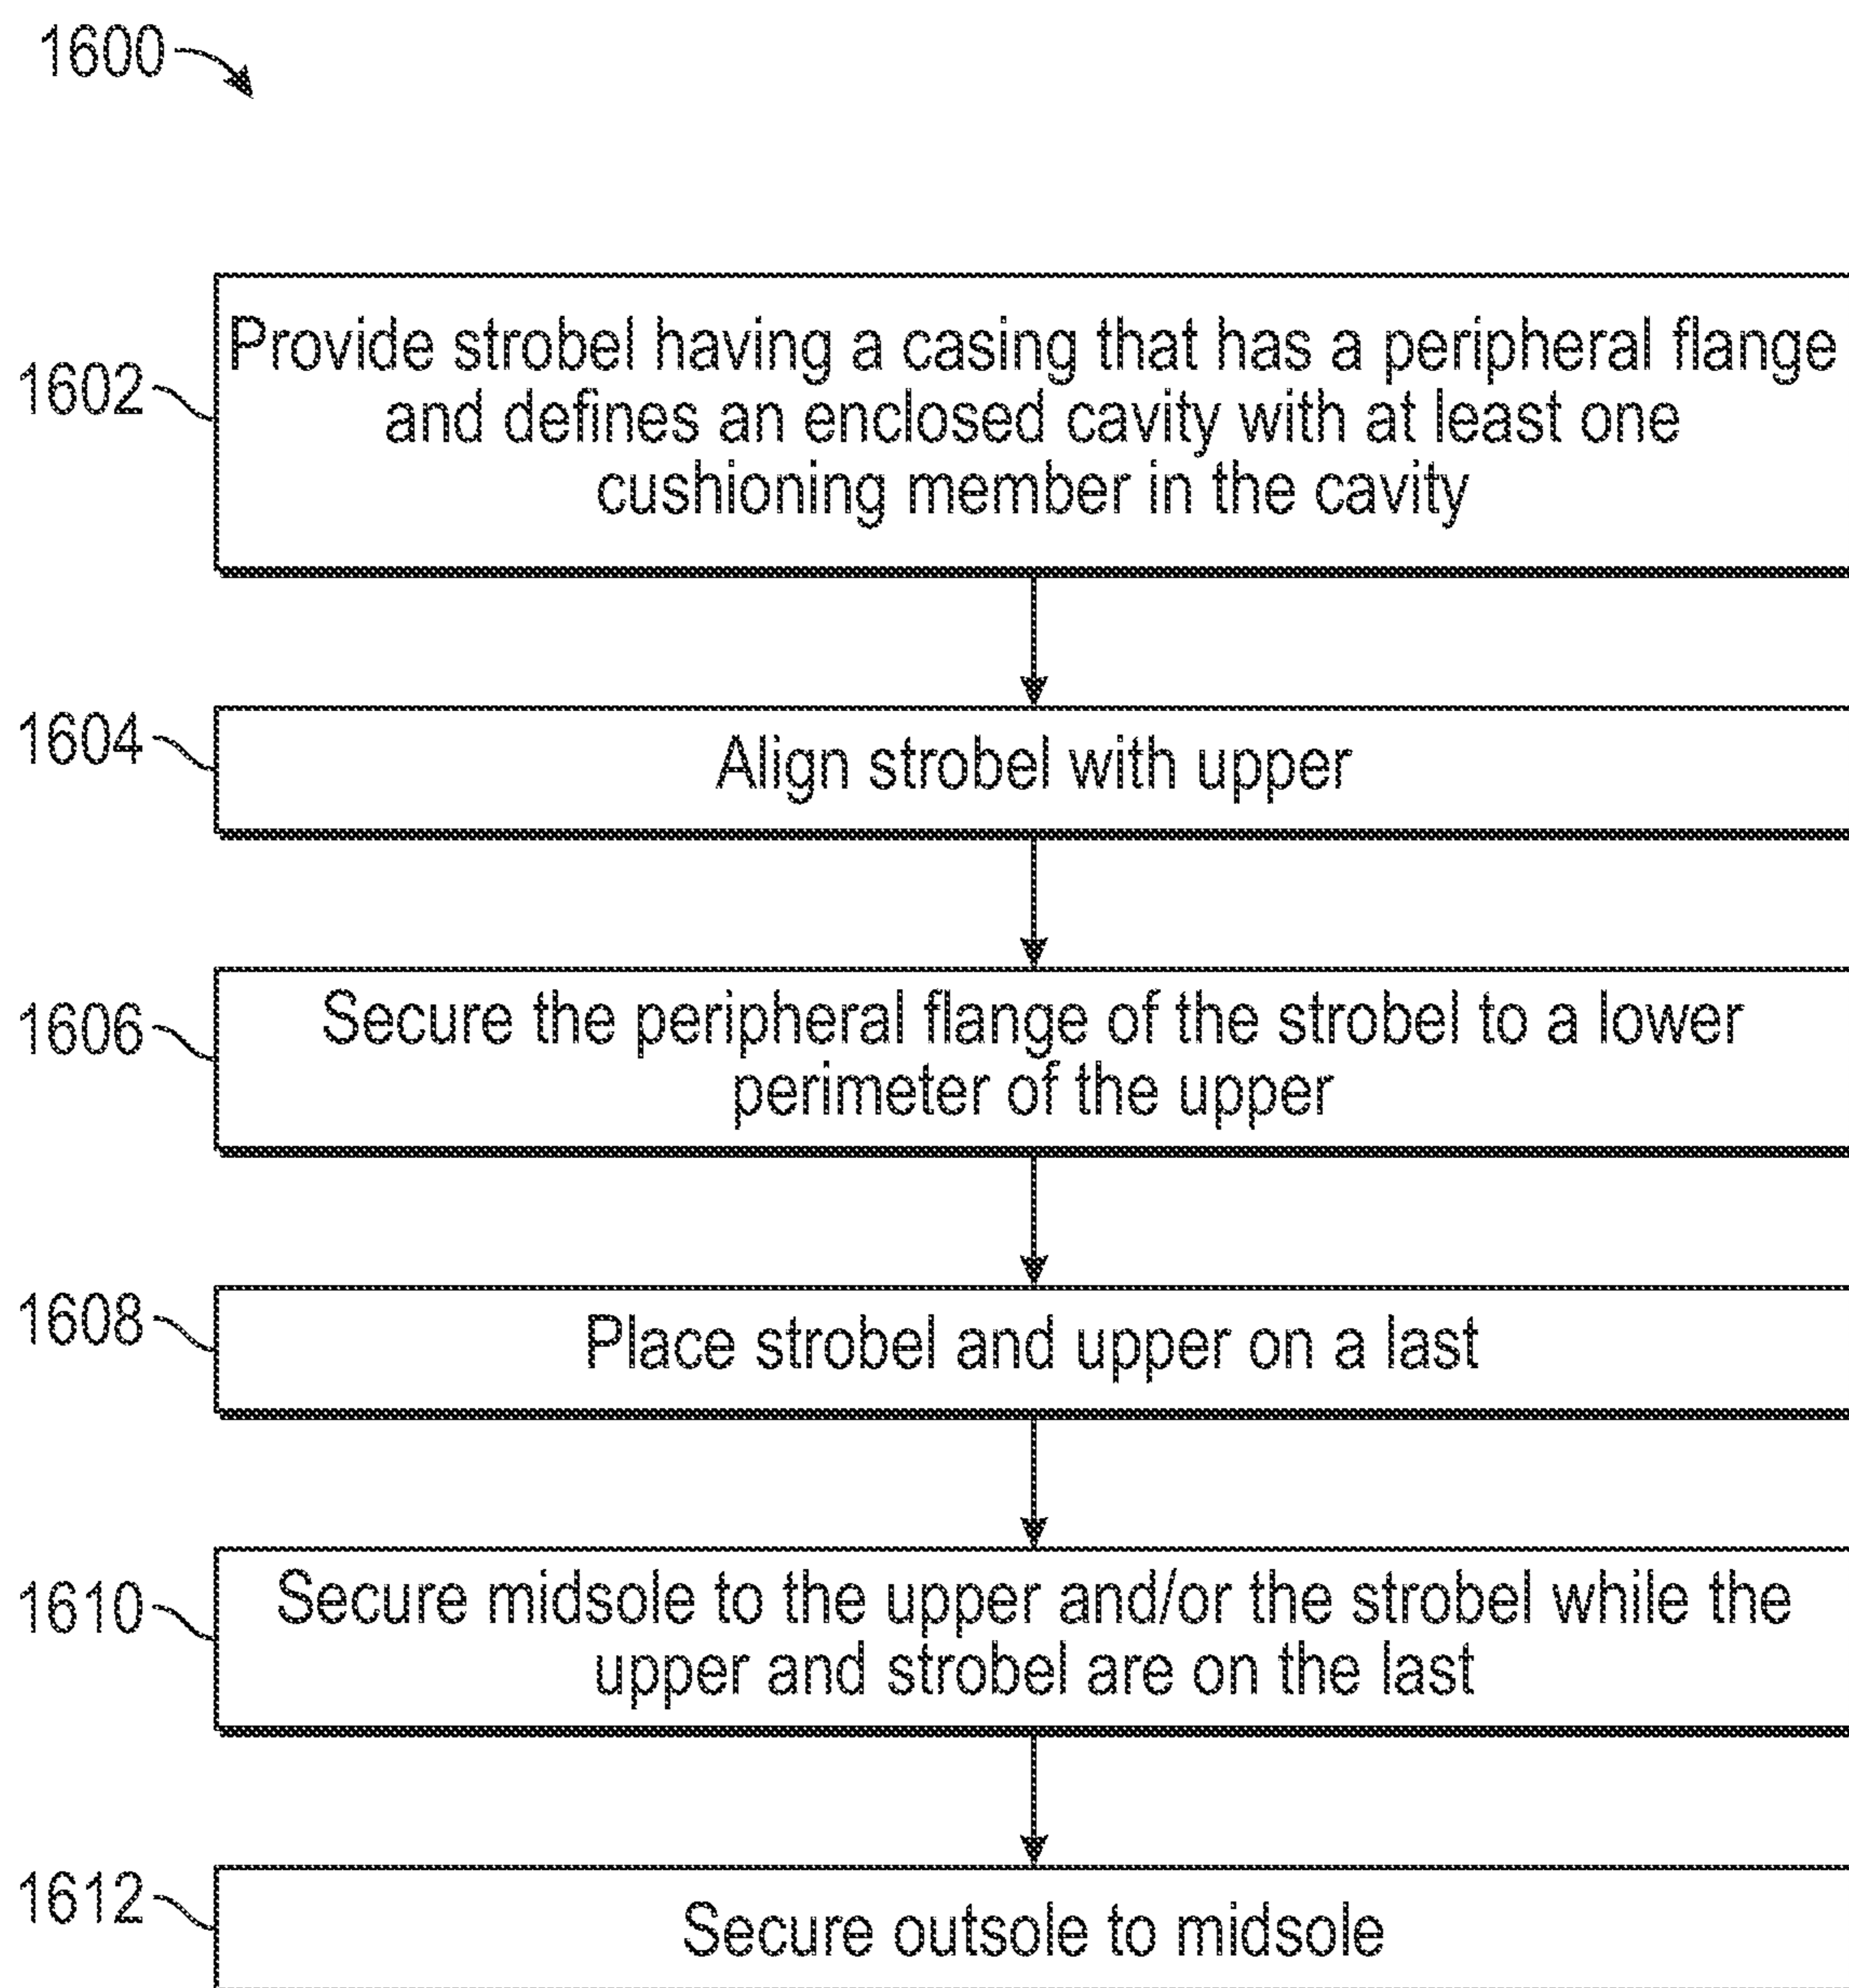 1600
1602
Provide strobel having a casing that has a peripheral flange
and defines an enclosed cavity with at least one
cushioning member in the cavity
1604
Align strobel with upper
1606
Secure the peripheral flange of the strobel to a lower
perimeter of the upper
1608
Place strobel and upper on a last
1610
Secure midsole to the upper and/or the strobel while the
upper and strobel are on the last
1612
Secure outsole to midsole